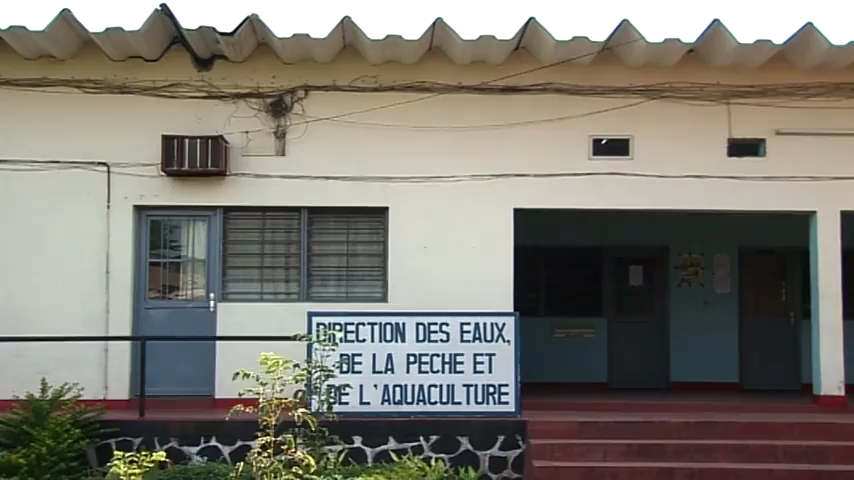 DIRECTION DES EAUX,
DE LA PECHE ET
DE L'AQUACULTURE